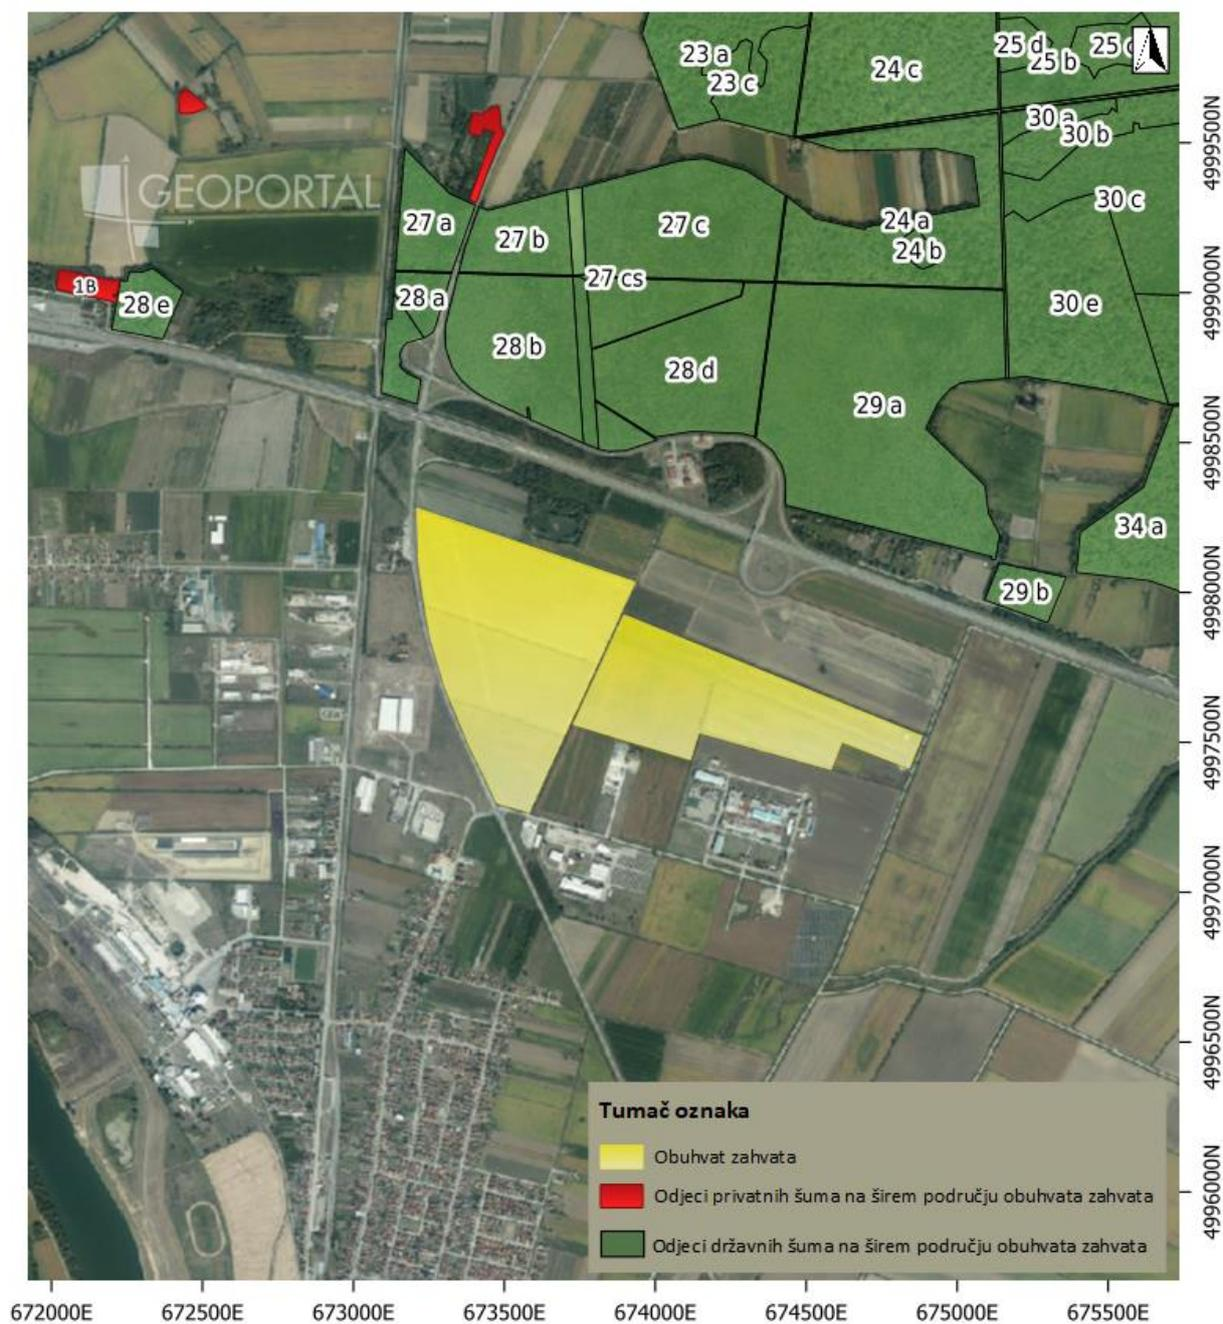 23 a
23 c
24 c
25 d
25 b
25
30 a
30 b
30 c
GEOPORTAL
27 a
27 b
27 c
24 a
24 b
27 cs
1B
28 e
28 a
30 e
28 b
28 d
29 a
34 a
29 b
4999500N
4999000N
4998500N
4998000N
4997500N
4997000N
4996500N
4996000N
Tumač oznaka
Obuhvat zahvata
Odjeci privatnih šuma na širem području obuhvata zahvata
Odjeci državnih šuma na širem području obuhvata zahvata
672000E 672500E 673000E 673500E 674000E 674500E 675000E 675500E